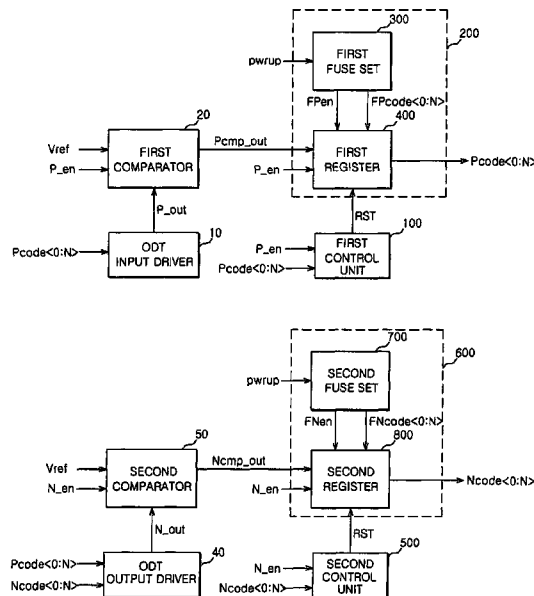 300
200
FIRST
FUSE SET
pwrup
FPen
FPcode<0:N>
20
400
Vref
FIRST
COMPARATOR
Pcmp_out
FIRST
REGISTER
Pcode<0:N>
P_en
P_en
P_out
RST
10
100
Pcode<0:N>
ODT
INPUT DRIVER
P_en
Pcode<0:N>
FIRST
CONTROL
UNIT
700
600
SECOND
FUSE SET
pwrup
FNen
FNcode<0:N>
50
800
Vref
SECOND
COMPARATOR
Ncmp_out
SECOND
REGISTER
Ncode<0:N>
N_en
N_en
N_out
RST
40
500
Pcode<0:N>
Ncode<0:N>
ODT
OUTPUT DRIVER
N_en
Ncode<0:N>
SECOND
CONTROL
UNIT